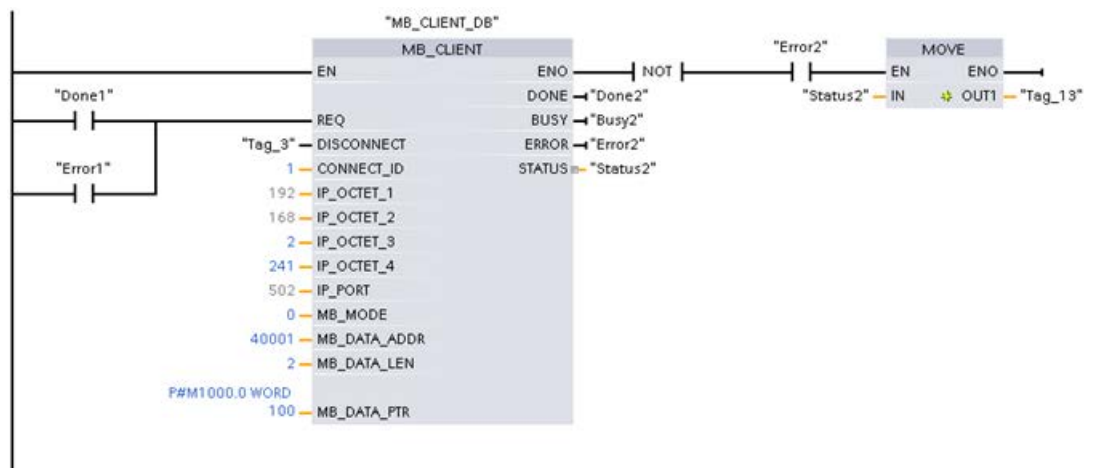 "MB_CLIENT_DB"
MB_CLIENT
"Error2"
MOVE
EN ENO
NOT
EN ENO
"Done1"
DONE "Done2"
"Status2" IN OUT1 "Tag_13"
REQ BUSY "Busy2"
"Tag_3" DISCONNECT ERROR "Error2"
"Error1"
1 CONNECT_ID STATUS "Status2"
192 IP_OCTET_1
168 IP_OCTET_2
2 IP_OCTET_3
241 IP_OCTET_4
502 IP_PORT
0 MB_MODE
40001 MB_DATA_ADDR
2 MB_DATA_LEN
P#M1000.0 WORD
100 MB_DATA_PTR